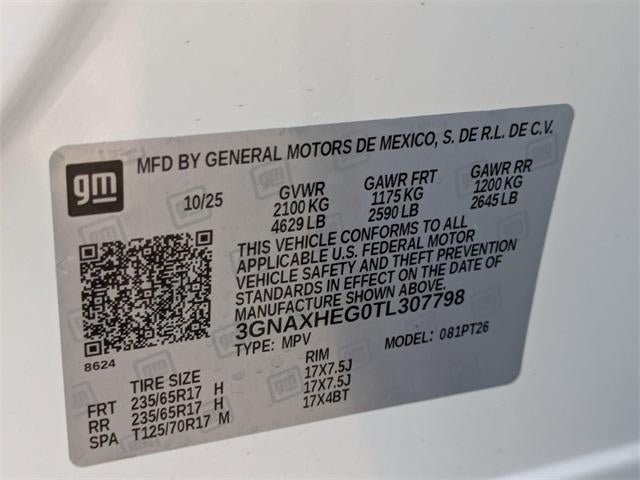 gm
MFD BY GENERAL MOTORS DE MEXICO, S. DE R.L. DE C.V.
10/25 GVWR GAWR FRT GAWR RR
2100 KG 1175 KG 1200 KG
4629 LB 2590 LB 2645 LB
THIS VEHICLE CONFORMS TO ALL
APPLICABLE U.S. FEDERAL MOTOR
VEHICLE SAFETY AND THEFT PREVENTION
STANDARDS IN EFFECT ON THE DATE OF
MANUFACTURE SHOWN ABOVE.
3GNAXHEG0TL307798
8624
TYPE: MPV MODEL: 081PT26
TIRE SIZE RIM
FRT 235/65R17 H 17X7.5J
RR 235/65R17 H 17X7.5J
SPA T125/70R17 M 17X4BT